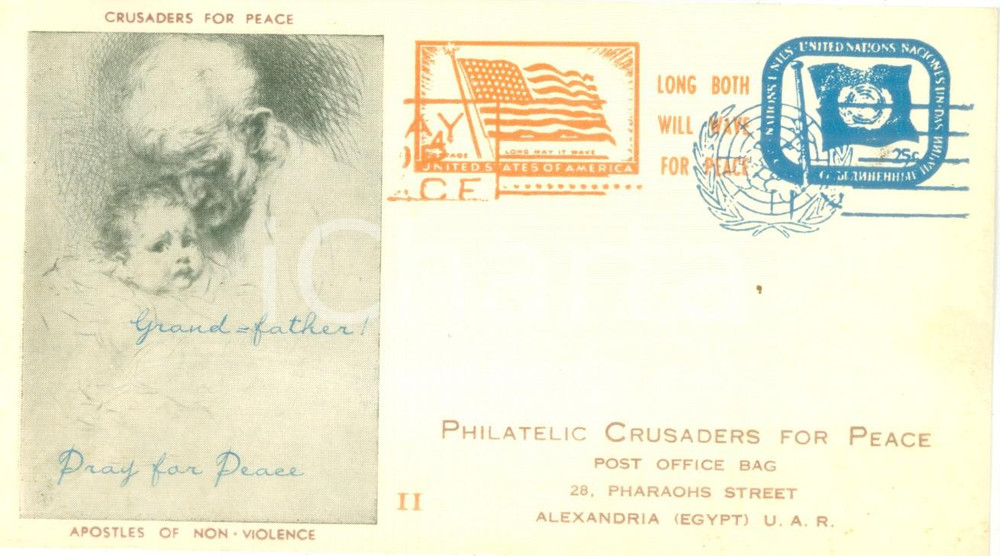 CRUSADERS FOR PEACE
Grand=father!
Pray for Peace
APOSTLES OF NON-VIOLENCE
LONG MAY IT WAVE
UNITED STATES OF AMERICA
LONG BOTH
WILL WAVE
FOR PEACE
UNITED NATIONS
25c
II
PHILATELIC CRUSADERS FOR PEACE
POST OFFICE BAG
28, PHARAOHS STREET
ALEXANDRIA (EGYPT) U. A. R.